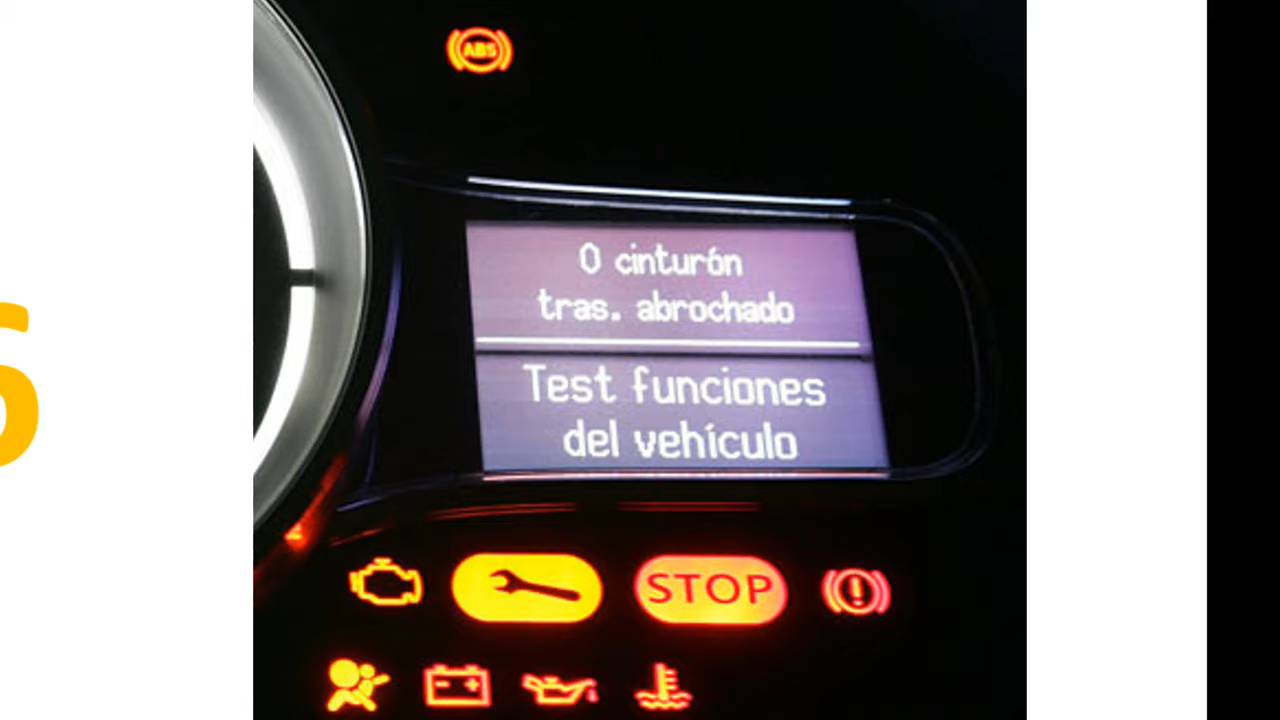 ABS
0 cinturón
tras. abrochado
Test funciones
del vehículo
STOP